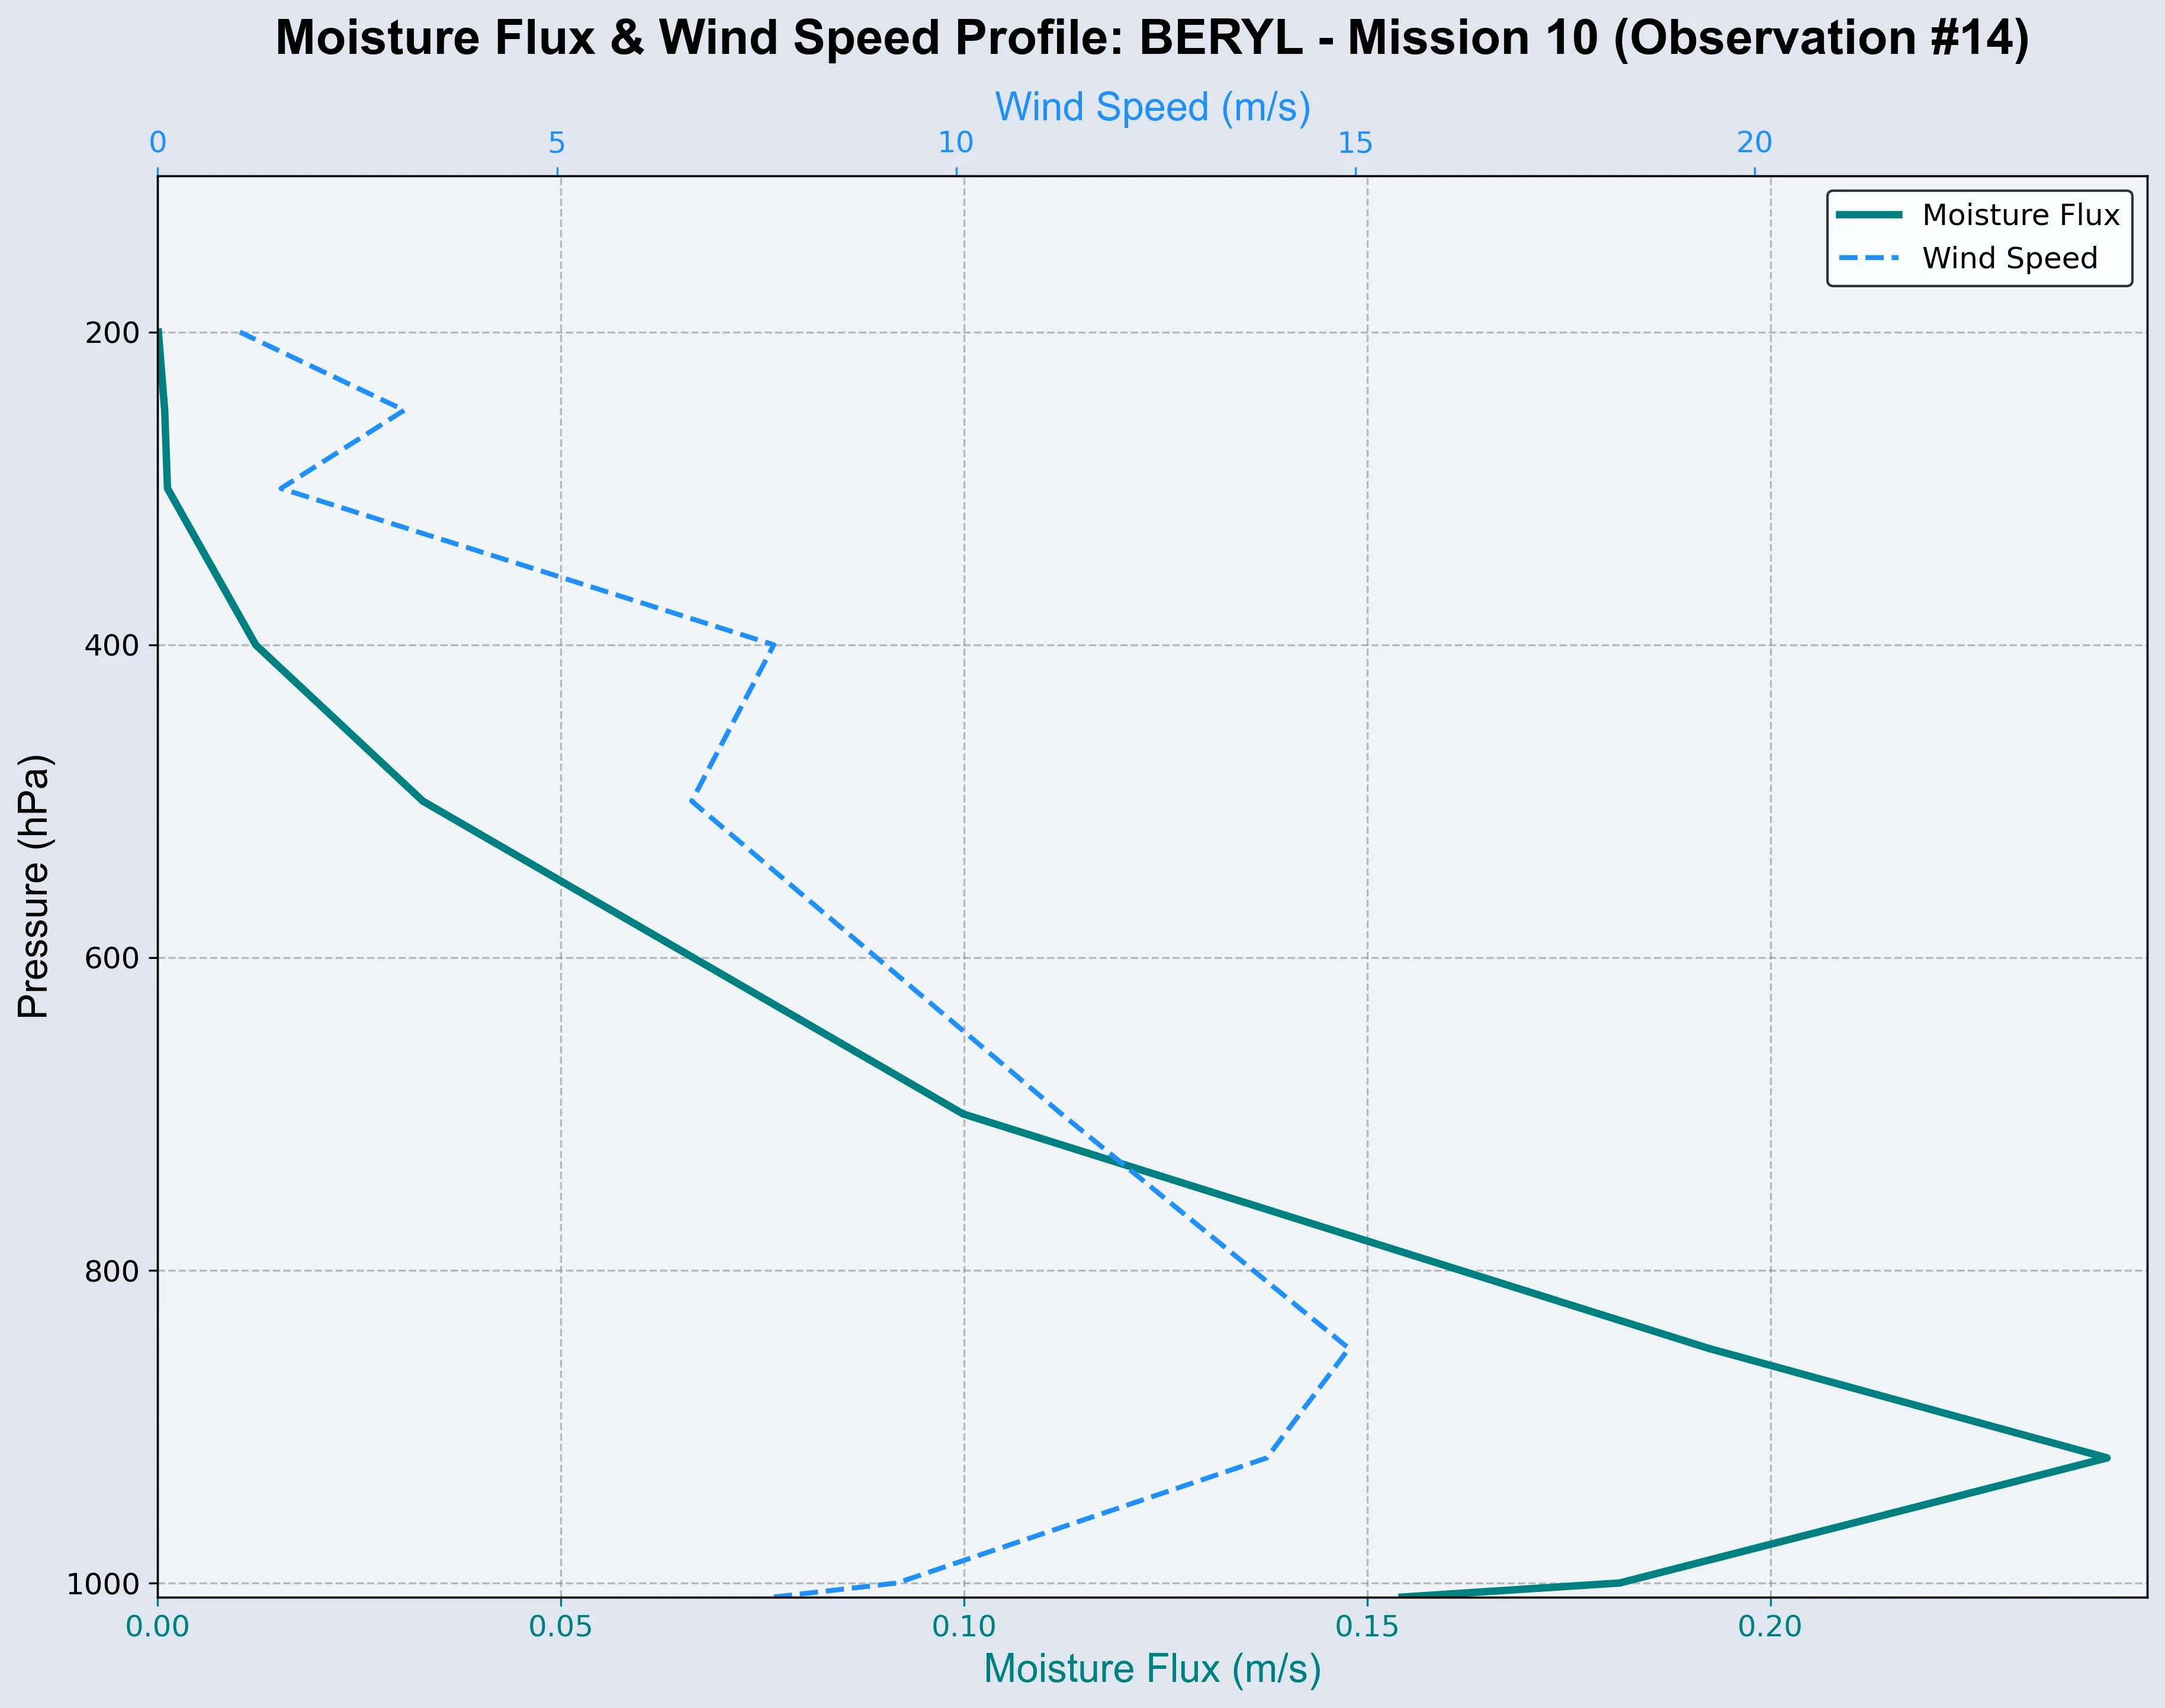 Moisture Flux & Wind Speed Profile: BERYL - Mission 10 (Observation #14)
Wind Speed (m/s)
0 5 10 15 20
Moisture Flux
Wind Speed
200
400
600
800
1000
Pressure (hPa)
0.00 0.05 0.10 0.15 0.20
Moisture Flux (m/s)